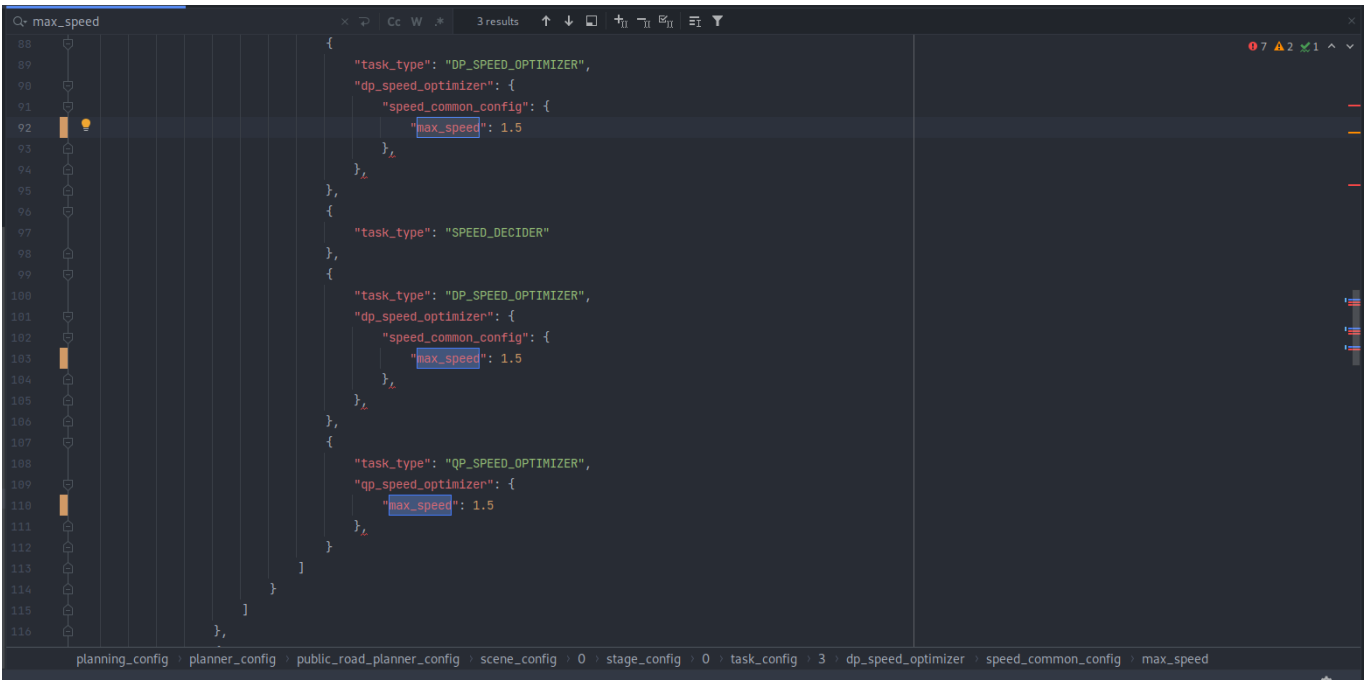 max_speed Cc W .* 3 results
88 {
7 2 1
89 "task_type": "DP_SPEED_OPTIMIZER",
90 "dp_speed_optimizer": {
91 "speed_common_config": {
92 "max_speed": 1.5
93 },
94 },
95 },
96 {
97 "task_type": "SPEED_DECIDER"
98 },
99 {
100 "task_type": "DP_SPEED_OPTIMIZER",
101 "dp_speed_optimizer": {
102 "speed_common_config": {
103 "max_speed": 1.5
104 },
105 },
106 },
107 {
108 "task_type": "QP_SPEED_OPTIMIZER",
109 "qp_speed_optimizer": {
110 "max_speed": 1.5
111 },
112 }
113 ]
114 }
115 ]
116 },
planning_config › planner_config › public_road_planner_config › scene_config › 0 › stage_config › 0 › task_config › 3 › dp_speed_optimizer › speed_common_config › max_speed